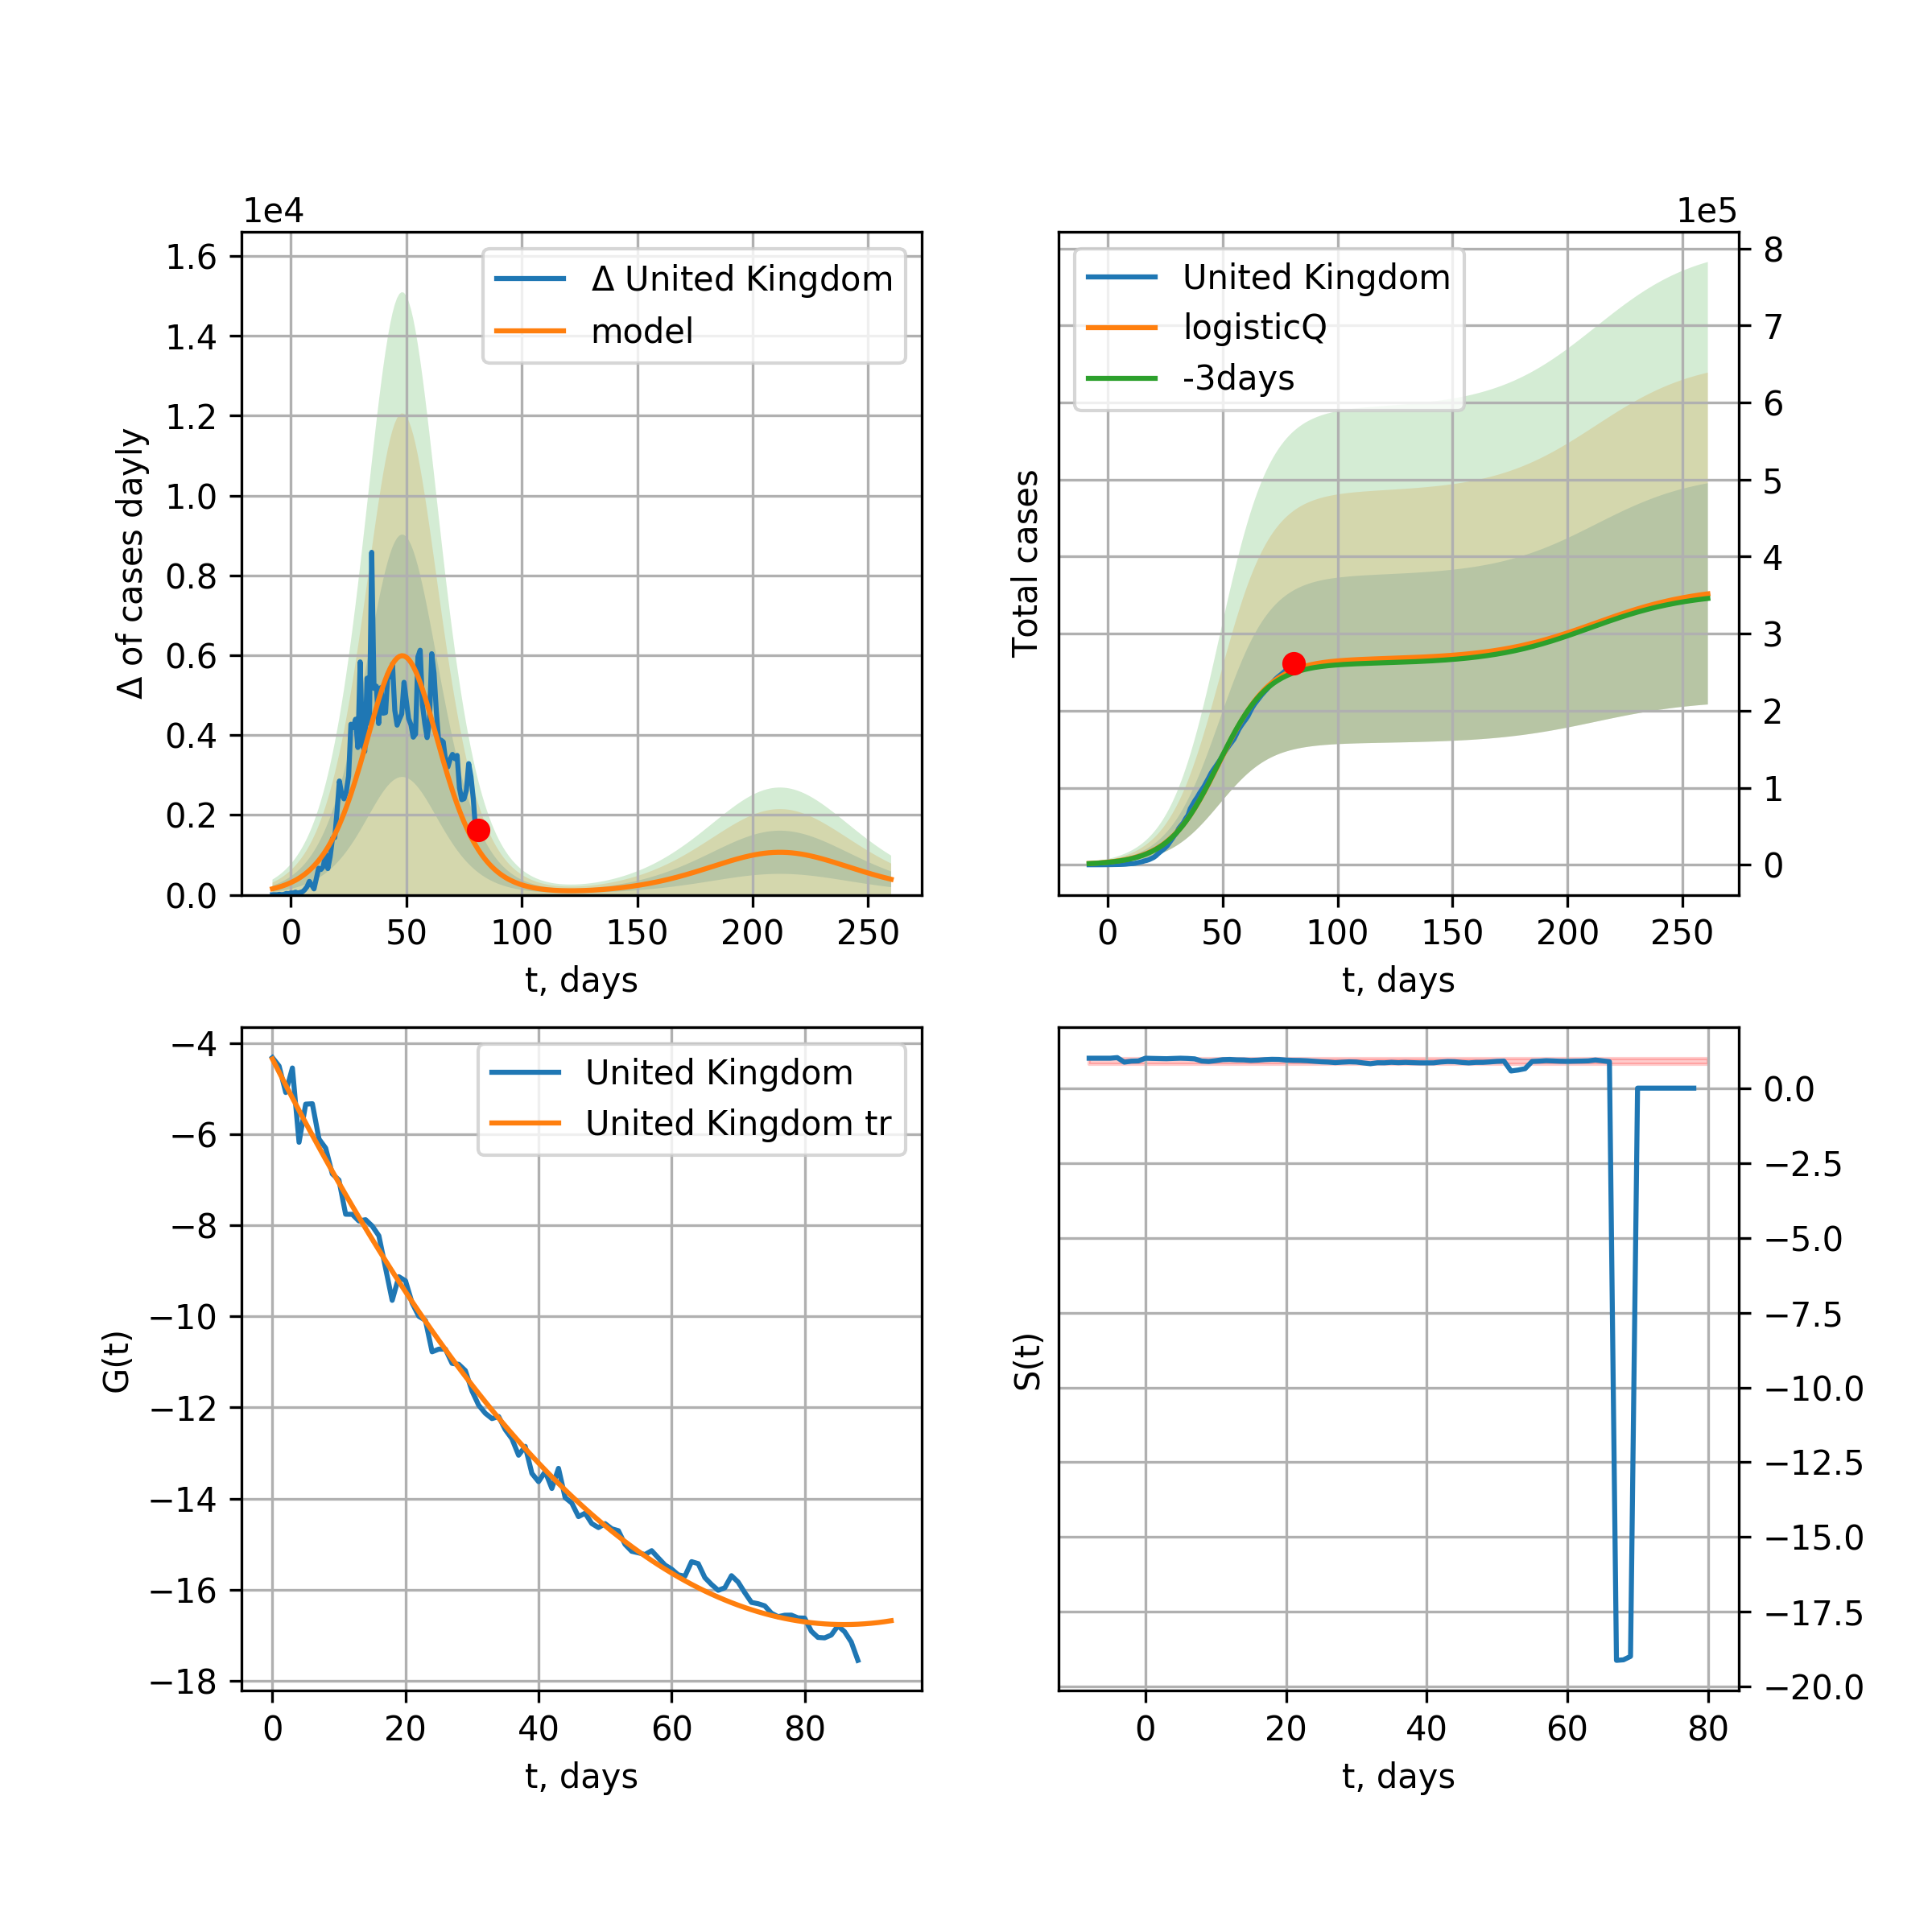 1e4
1.6
1.4
1.2
1.0
0.8
0.6
0.4
0.2
0.0
Δ of cases dayly
Δ United Kingdom
model
0 50 100 150 200 250
t, days
1e5
8
7
6
5
4
3
2
1
0
Total cases
United Kingdom
logisticQ
-3days
0 50 100 150 200 250
t, days
−4
−6
−8
−10
−12
−14
−16
−18
G(t)
United Kingdom
United Kingdom tr
0 20 40 60 80
t, days
0.0
−2.5
−5.0
−7.5
−10.0
−12.5
−15.0
−17.5
−20.0
S(t)
0 20 40 60 80
t, days